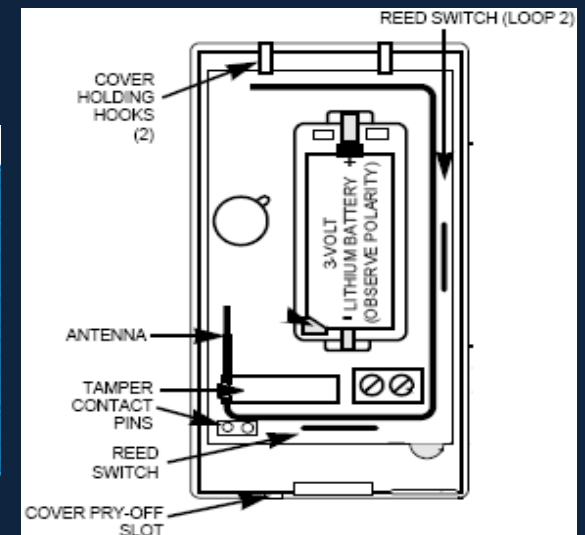 REED SWITCH (LOOP 2)
COVER
HOLDING
HOOKS
(2)
3-VOLT
LITHIUM BATTERY
(OBSERVE POLARITY)
+
-
ANTENNA
TAMPER
CONTACT
PINS
REED
SWITCH
COVER PRY-OFF
SLOT